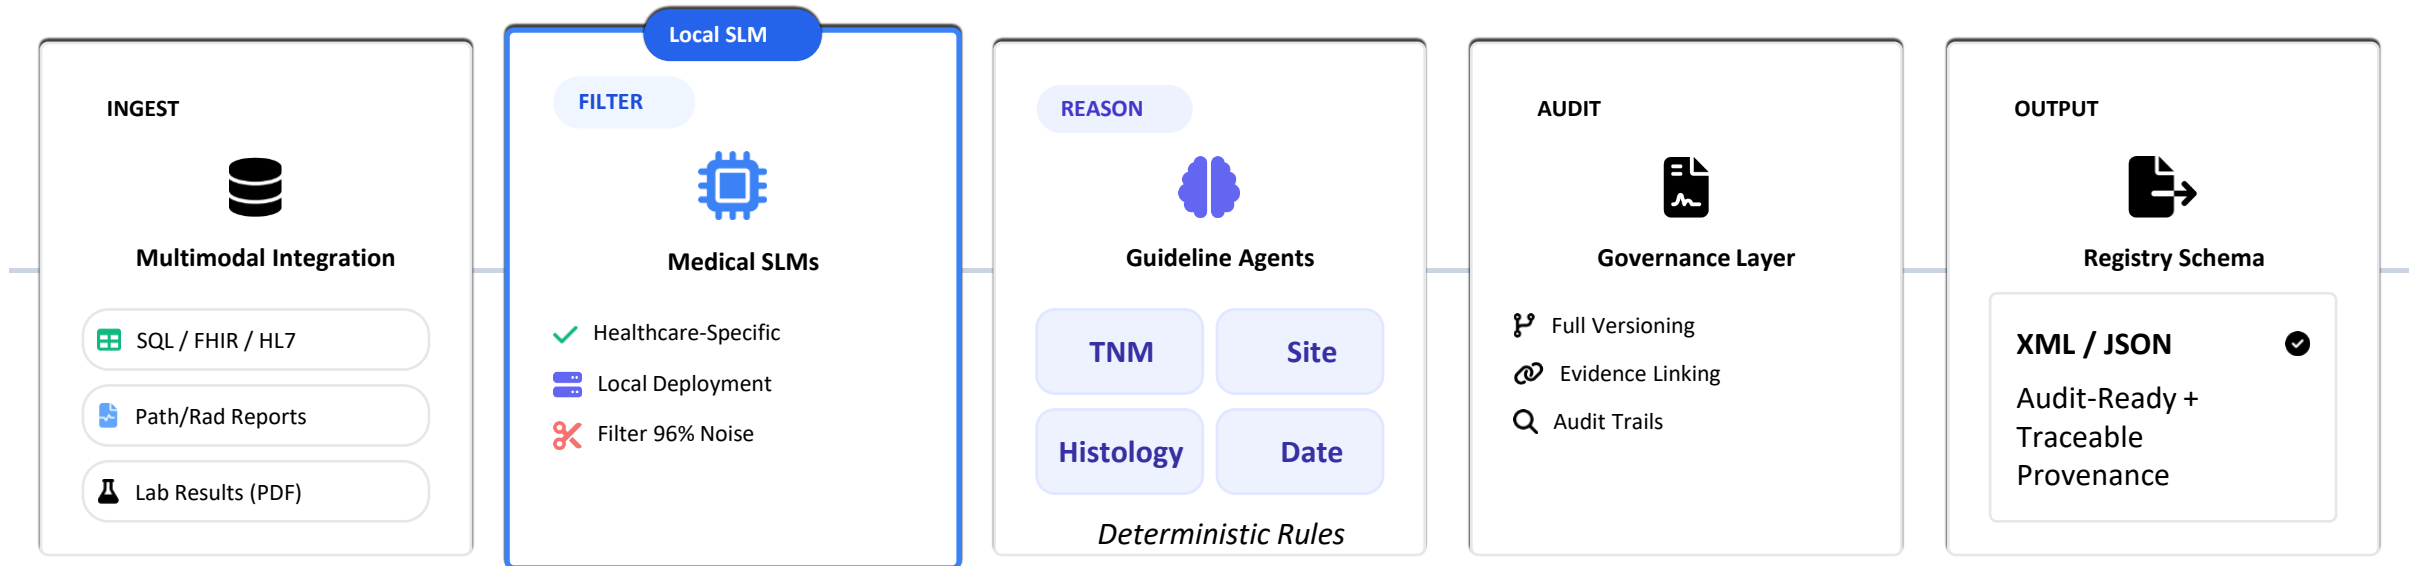 INGEST
Multimodal Integration
SQL / FHIR / HL7
Path/Rad Reports
Lab Results (PDF)
Local SLM
FILTER
Medical SLMs
Healthcare-Specific
Local Deployment
Filter 96% Noise
REASON
Guideline Agents
TNM
Site
Histology
Date
Deterministic Rules
AUDIT
Governance Layer
Full Versioning
Evidence Linking
Audit Trails
OUTPUT
Registry Schema
XML / JSON
Audit-Ready +
Traceable
Provenance